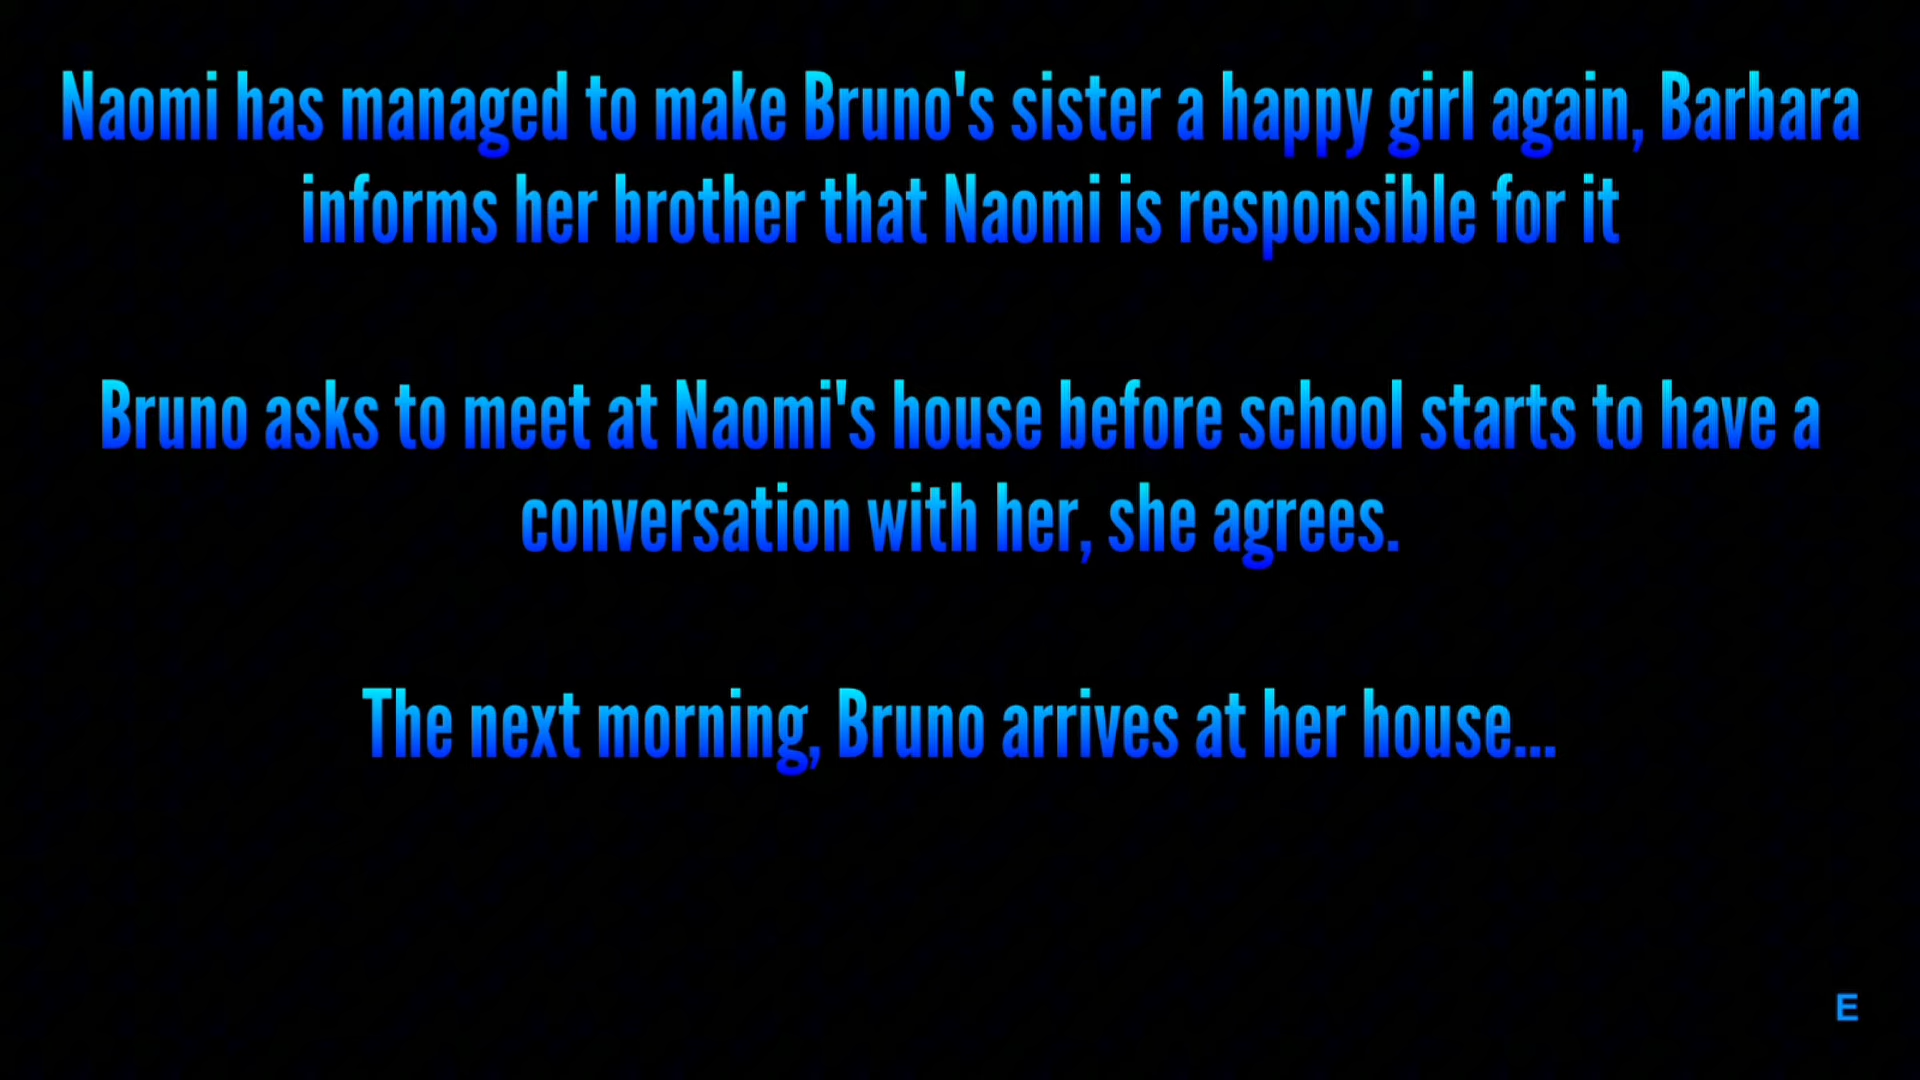 Naomi has managed to make Bruno's sister a happy girl again, Barbara
informs her brother that Naomi is responsible for it
Bruno asks to meet at Naomi's house before school starts to have a
conversation with her, she agrees.
The next morning, Bruno arrives at her house...
E